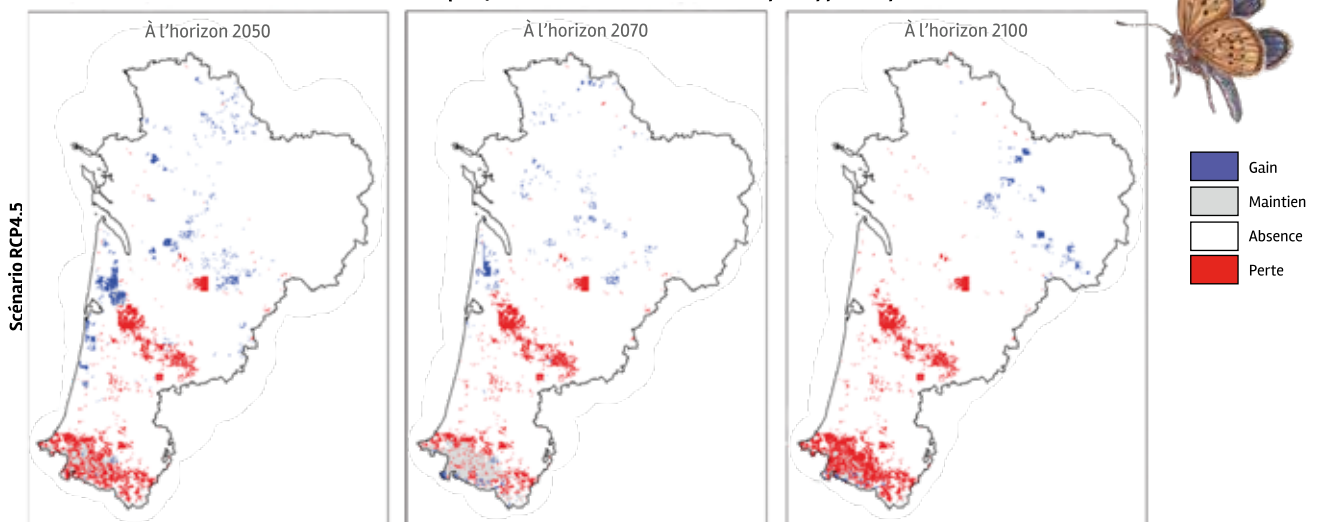 À l'horizon 2050
À l'horizon 2070
À l'horizon 2100
Scénario RCP4.5
Gain
Maintien
Absence
Perte